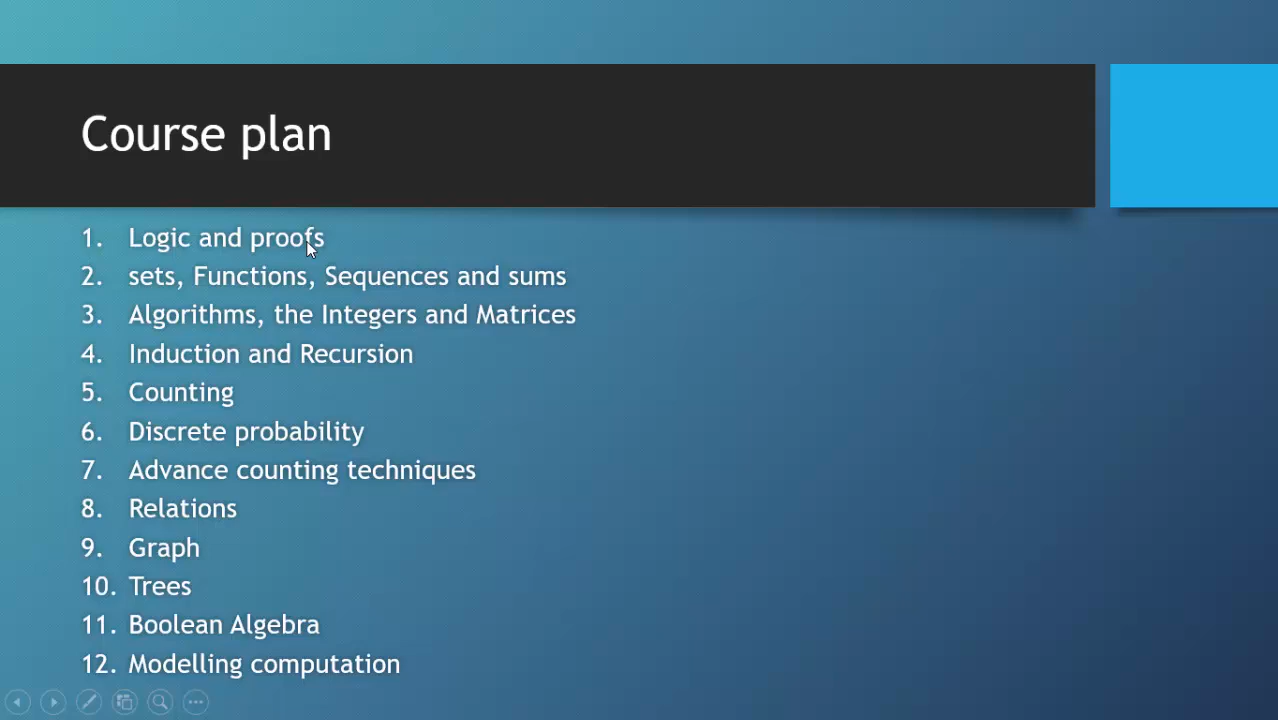 Course plan
1. Logic and proofs
2. sets, Functions, Sequences and sums
3. Algorithms, the Integers and Matrices
4. Induction and Recursion
5. Counting
6. Discrete probability
7. Advance counting techniques
8. Relations
9. Graph
10. Trees
11. Boolean Algebra
12. Modelling computation